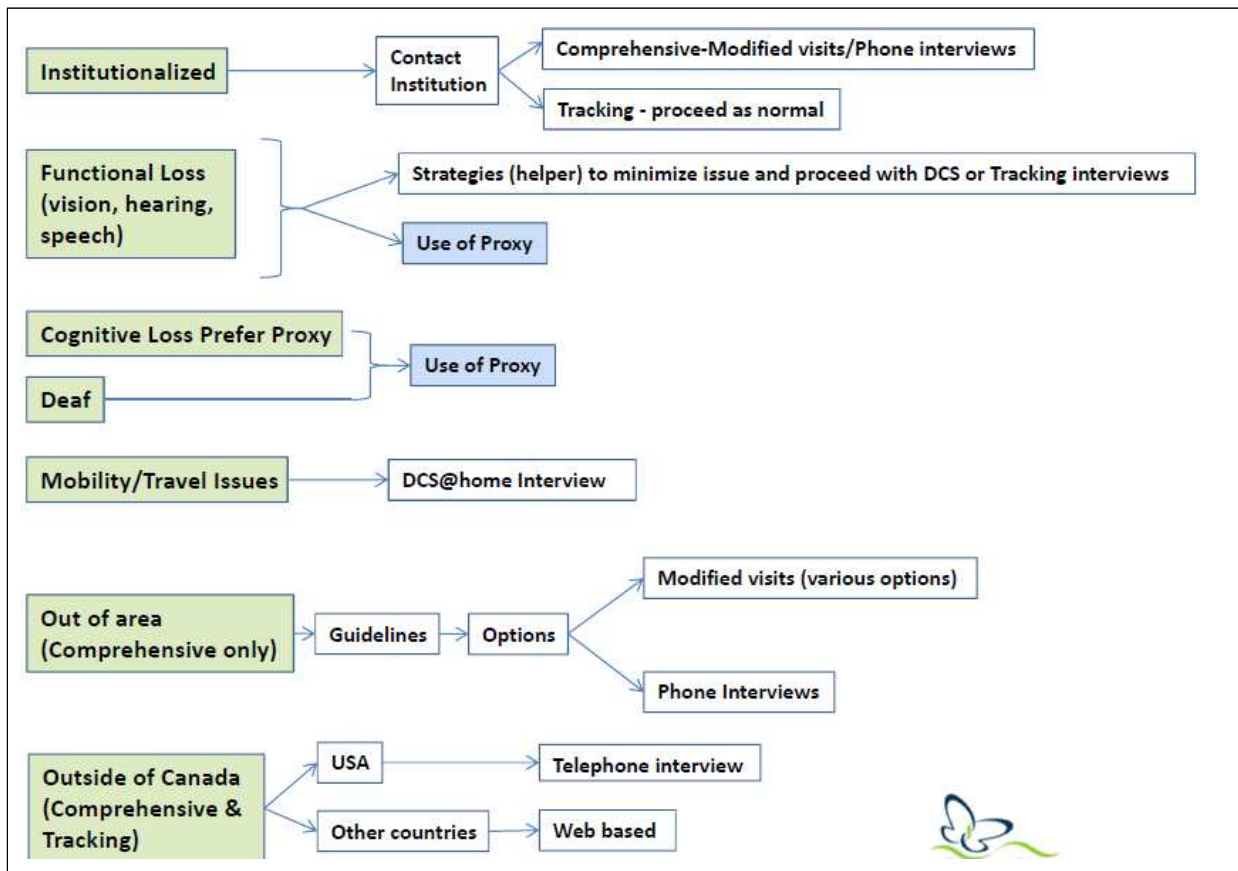 Institutionalized
Contact
Institution
Comprehensive-Modified visits/Phone interviews
Tracking - proceed as normal
Functional Loss
(vision, hearing,
speech)
Strategies (helper) to minimize issue and proceed with DCS or Tracking interviews
Use of Proxy
Cognitive Loss Prefer Proxy
Deaf
Use of Proxy
Mobility/Travel Issues
DCS@home Interview
Out of area
(Comprehensive only)
Guidelines
Options
Modified visits (various options)
Phone Interviews
Outside of Canada
(Comprehensive &
Tracking)
USA
Telephone interview
Other countries
Web based